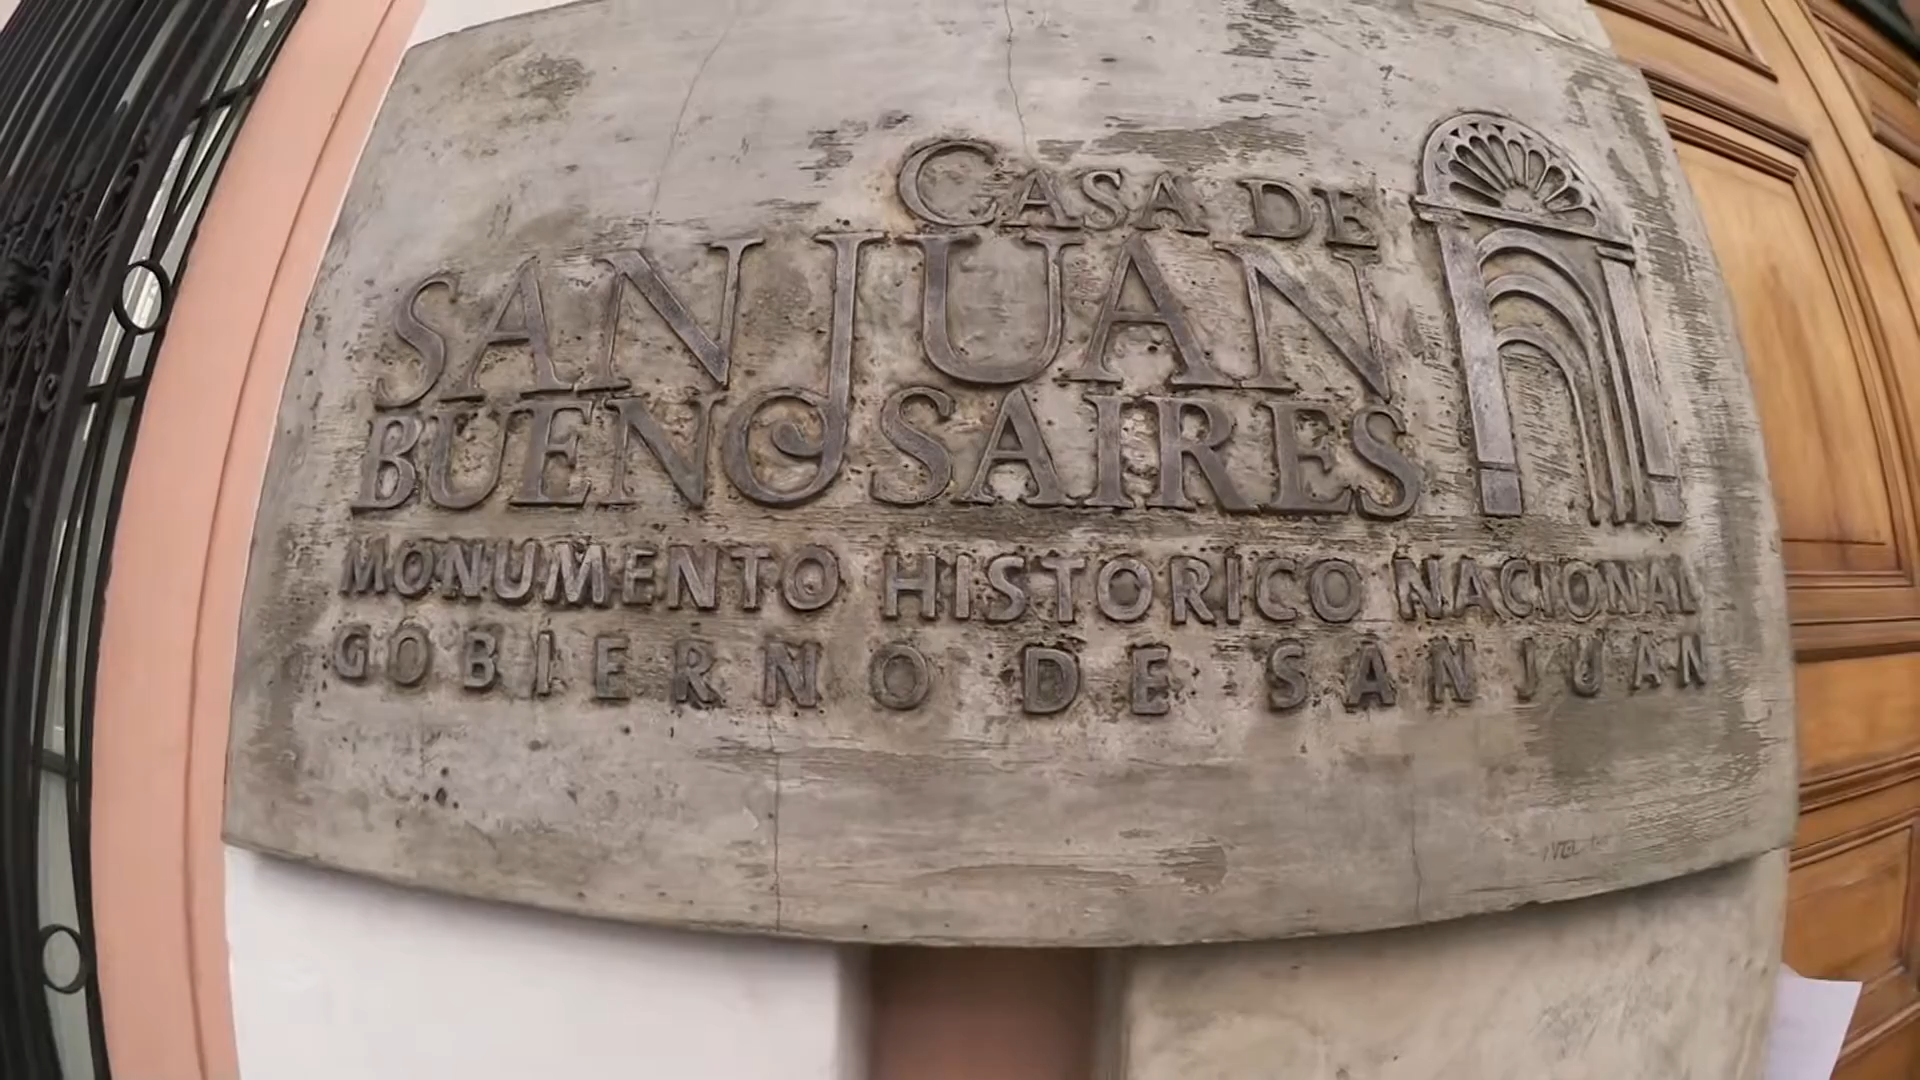 CASA DE
SAN JUAN
BUENOS AIRES
MONUMENTO HISTORICO NACIONAL
GOBIERNO DE SAN JUAN